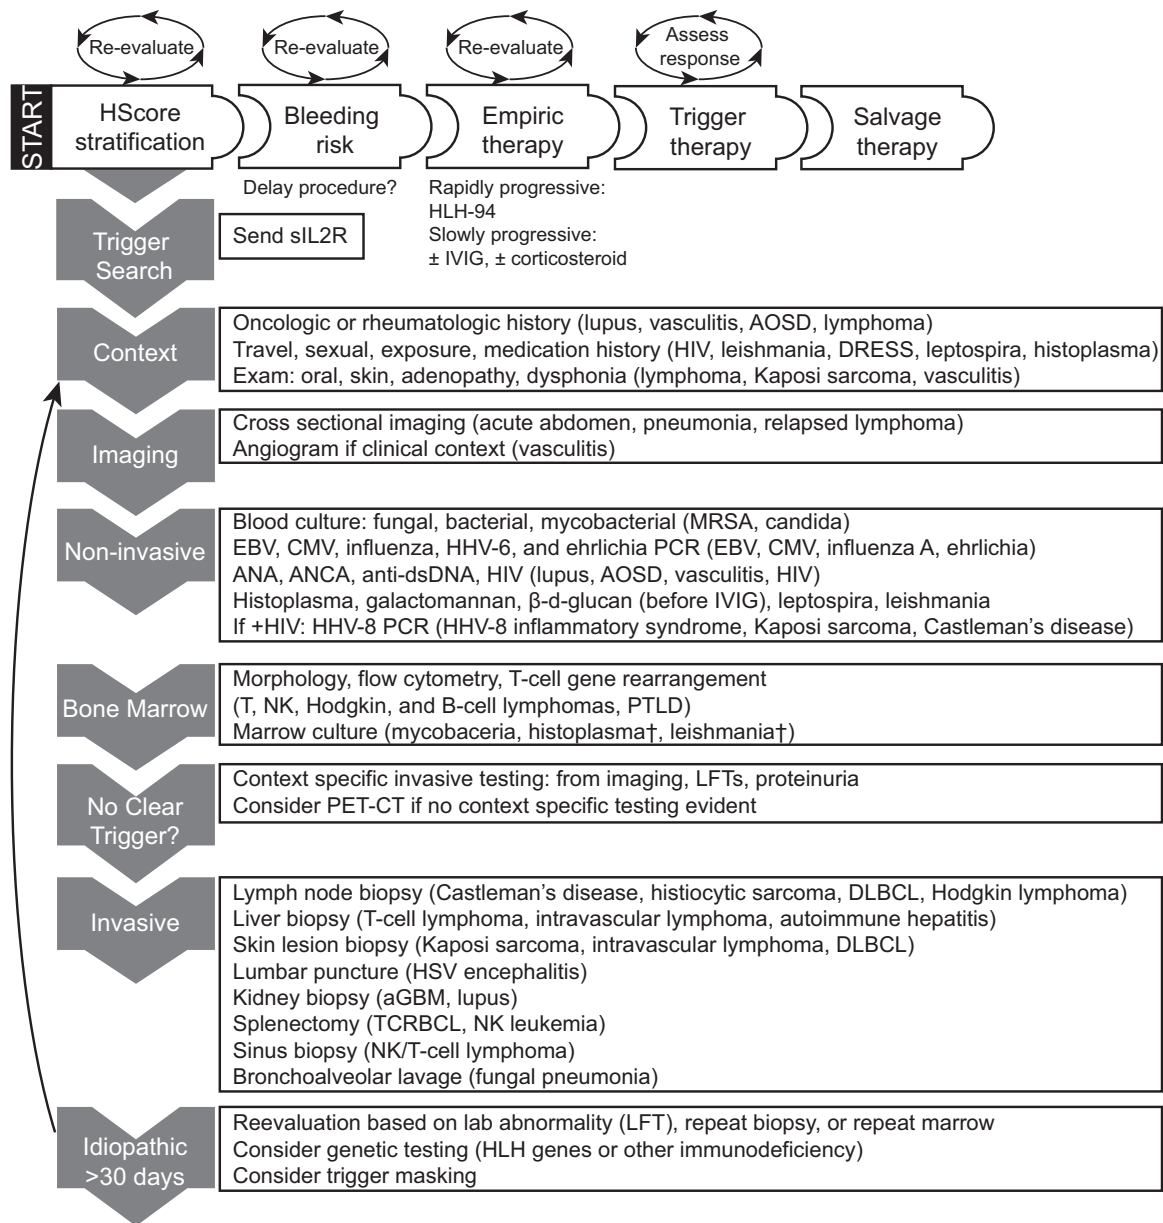 Re-evaluate
Re-evaluate
Re-evaluate
Assess
response
START
HScore
stratification
Bleeding
risk
Empiric
therapy
Trigger
therapy
Salvage
therapy
Delay procedure?
Rapidly progressive:
HLH-94
Slowly progressive:
± IVIG, ± corticosteroid
Trigger
Search
Send sIL2R
Context
Oncologic or rheumatologic history (lupus, vasculitis, AOSD, lymphoma)
Travel, sexual, exposure, medication history (HIV, leishmania, DRESS, leptospira, histoplasma)
Exam: oral, skin, adenopathy, dysphonia (lymphoma, Kaposi sarcoma, vasculitis)
Imaging
Cross sectional imaging (acute abdomen, pneumonia, relapsed lymphoma)
Angiogram if clinical context (vasculitis)
Non-invasive
Blood culture: fungal, bacterial, mycobacterial (MRSA, candida)
EBV, CMV, influenza, HHV-6, and ehrlichia PCR (EBV, CMV, influenza A, ehrlichia)
ANA, ANCA, anti-dsDNA, HIV (lupus, AOSD, vasculitis, HIV)
Histoplasma, galactomannan, β-d-glucan (before IVIG), leptospira, leishmania
If +HIV: HHV-8 PCR (HHV-8 inflammatory syndrome, Kaposi sarcoma, Castleman's disease)
Bone Marrow
Morphology, flow cytometry, T-cell gene rearrangement
(T, NK, Hodgkin, and B-cell lymphomas, PTLD)
Marrow culture (mycobaceria, histoplasma†, leishmania†)
No Clear
Trigger?
Context specific invasive testing: from imaging, LFTs, proteinuria
Consider PET-CT if no context specific testing evident
Invasive
Lymph node biopsy (Castleman's disease, histiocytic sarcoma, DLBCL, Hodgkin lymphoma)
Liver biopsy (T-cell lymphoma, intravascular lymphoma, autoimmune hepatitis)
Skin lesion biopsy (Kaposi sarcoma, intravascular lymphoma, DLBCL)
Lumbar puncture (HSV encephalitis)
Kidney biopsy (aGBM, lupus)
Splenectomy (TCRBCL, NK leukemia)
Sinus biopsy (NK/T-cell lymphoma)
Bronchoalveolar lavage (fungal pneumonia)
Idiopathic
>30 days
Reevaluation based on lab abnormality (LFT), repeat biopsy, or repeat marrow
Consider genetic testing (HLH genes or other immunodeficiency)
Consider trigger masking